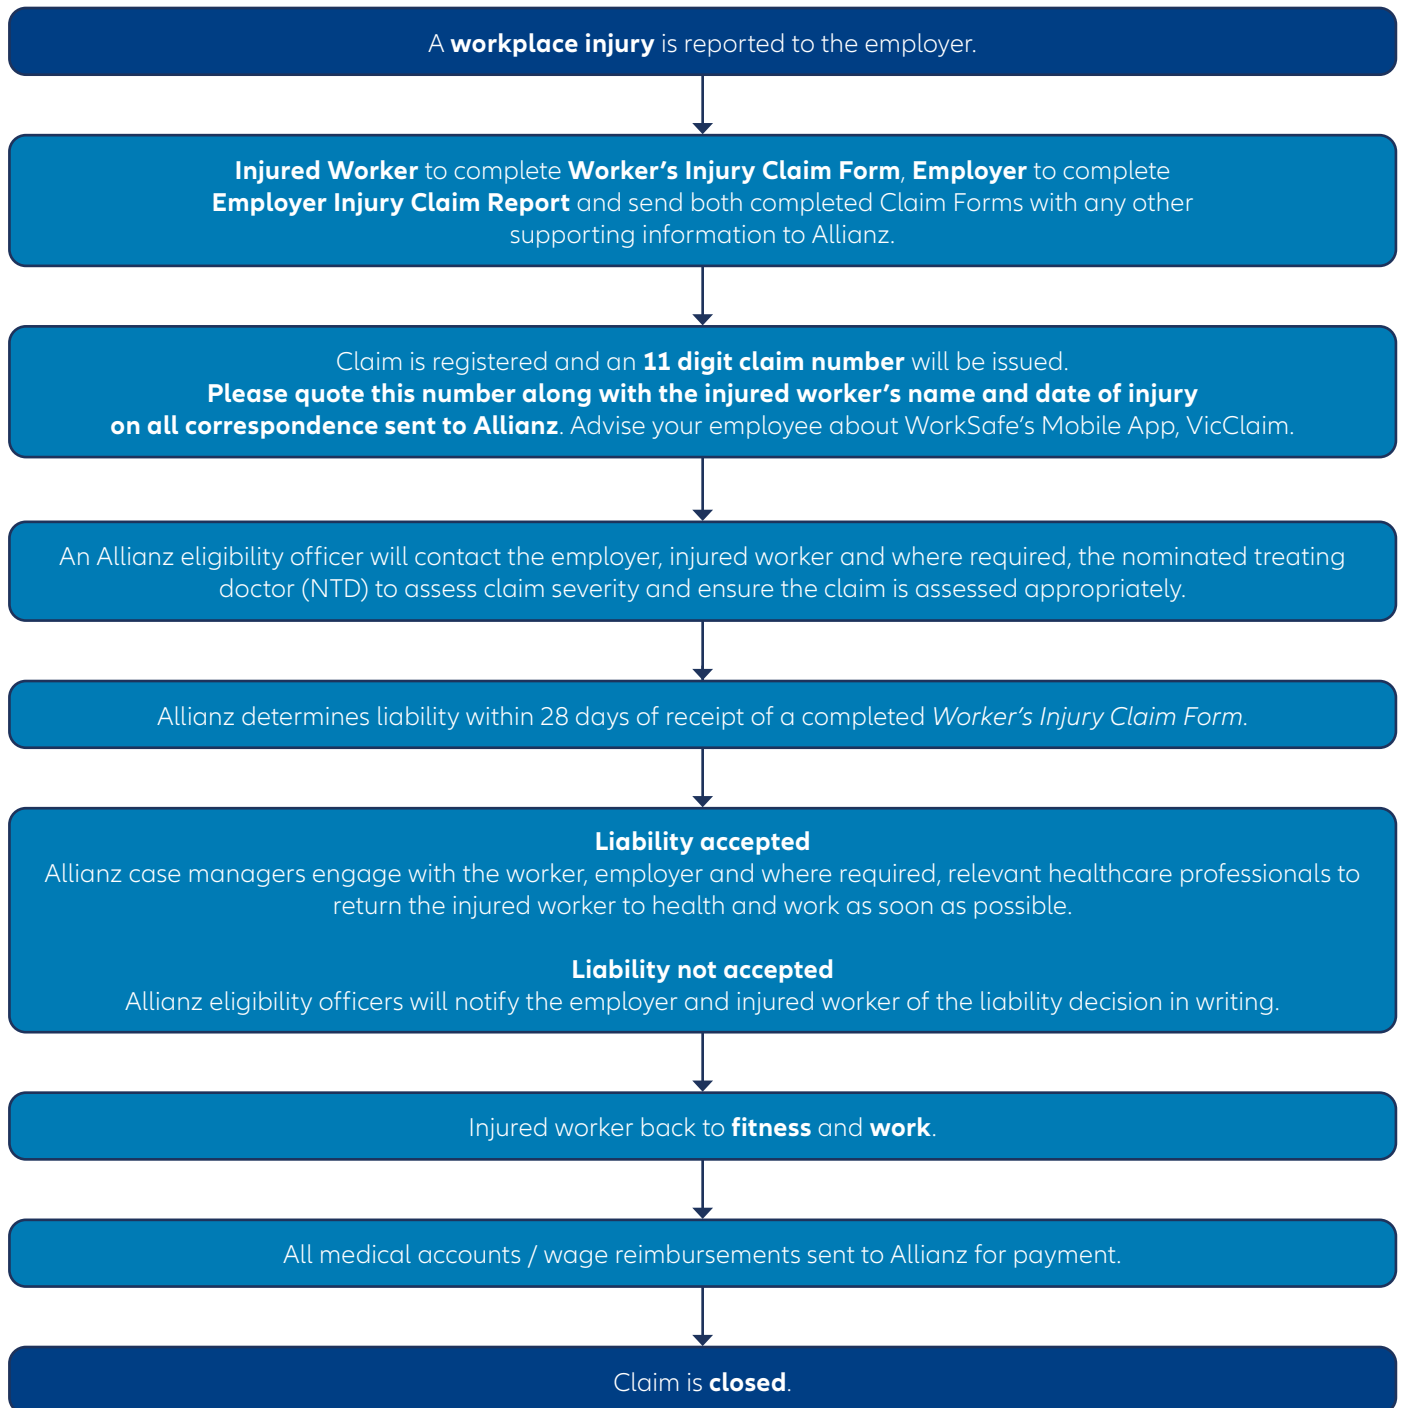 A workplace injury is reported to the employer.
Injured Worker to complete Worker's Injury Claim Form, Employer to complete
Employer Injury Claim Report and send both completed Claim Forms with any other
supporting information to Allianz.
Claim is registered and an 11 digit claim number will be issued.
Please quote this number along with the injured worker's name and date of injury
on all correspondence sent to Allianz. Advise your employee about WorkSafe's Mobile App, VicClaim.
An Allianz eligibility officer will contact the employer, injured worker and where required, the nominated treating
doctor (NTD) to assess claim severity and ensure the claim is assessed appropriately.
Allianz determines liability within 28 days of receipt of a completed Worker's Injury Claim Form.
Liability accepted
Allianz case managers engage with the worker, employer and where required, relevant healthcare professionals to
return the injured worker to health and work as soon as possible.
Liability not accepted
Allianz eligibility officers will notify the employer and injured worker of the liability decision in writing.
Injured worker back to fitness and work.
All medical accounts / wage reimbursements sent to Allianz for payment.
Claim is closed.